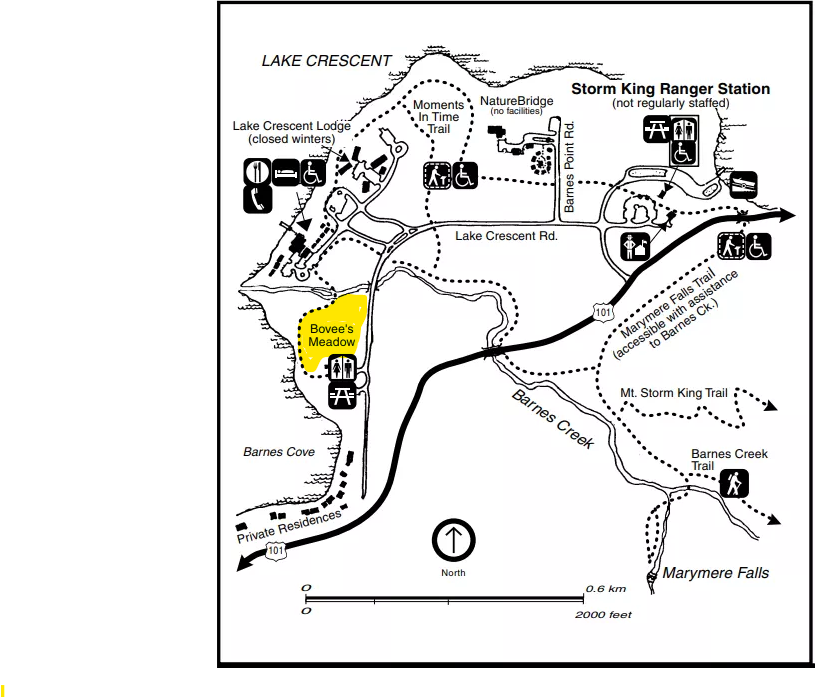 LAKE CRESCENT
Storm King Ranger Station
(not regularly staffed)
NatureBridge
(no facilities)
Moments
In Time
Trail
Lake Crescent Lodge
(closed winters)
Barnes Point Rd.
Lake Crescent Rd.
101
Marymere Falls Trail
(accessible with assistance
to Barnes Ck.)
Bovee's
Meadow
Mt. Storm King Trail
Barnes Creek
Barnes Cove
Barnes Creek
Trail
Private Residences
101
North
Marymere Falls
0
0.6 km
0
2000 feet